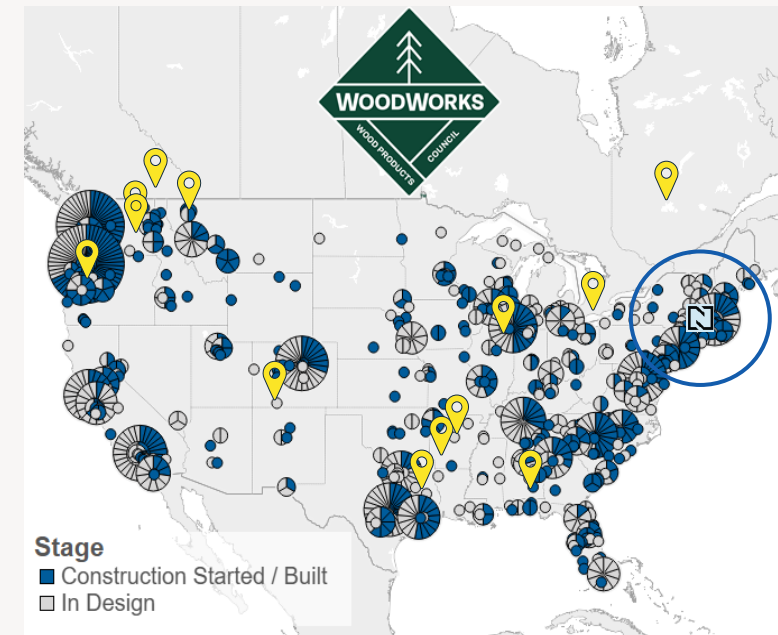 WOODWORKS
WOOD PRODUCTS
COUNCIL
N
Stage
Construction Started / Built
In Design